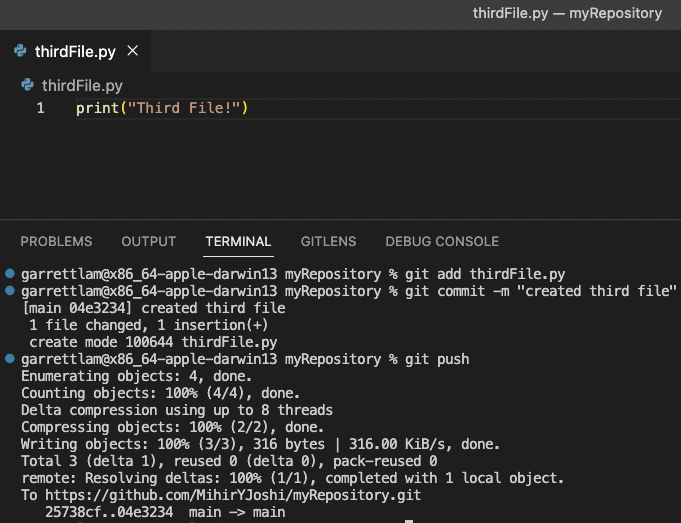 thirdFile.py — myRepository
thirdFile.py ×
thirdFile.py
1 print("Third File!")
PROBLEMS OUTPUT TERMINAL GITLENS DEBUG CONSOLE
garrettlam@x86_64-apple-darwin13 myRepository % git add thirdFile.py
garrettlam@x86_64-apple-darwin13 myRepository % git commit -m "created third file"
[main 04e3234] created third file
1 file changed, 1 insertion(+)
create mode 100644 thirdFile.py
garrettlam@x86_64-apple-darwin13 myRepository % git push
Enumerating objects: 4, done.
Counting objects: 100% (4/4), done.
Delta compression using up to 8 threads
Compressing objects: 100% (2/2), done.
Writing objects: 100% (3/3), 316 bytes | 316.00 KiB/s, done.
Total 3 (delta 1), reused 0 (delta 0), pack-reused 0
remote: Resolving deltas: 100% (1/1), completed with 1 local object.
To https://github.com/MihirYJoshi/myRepository.git
25738cf..04e3234 main -> main